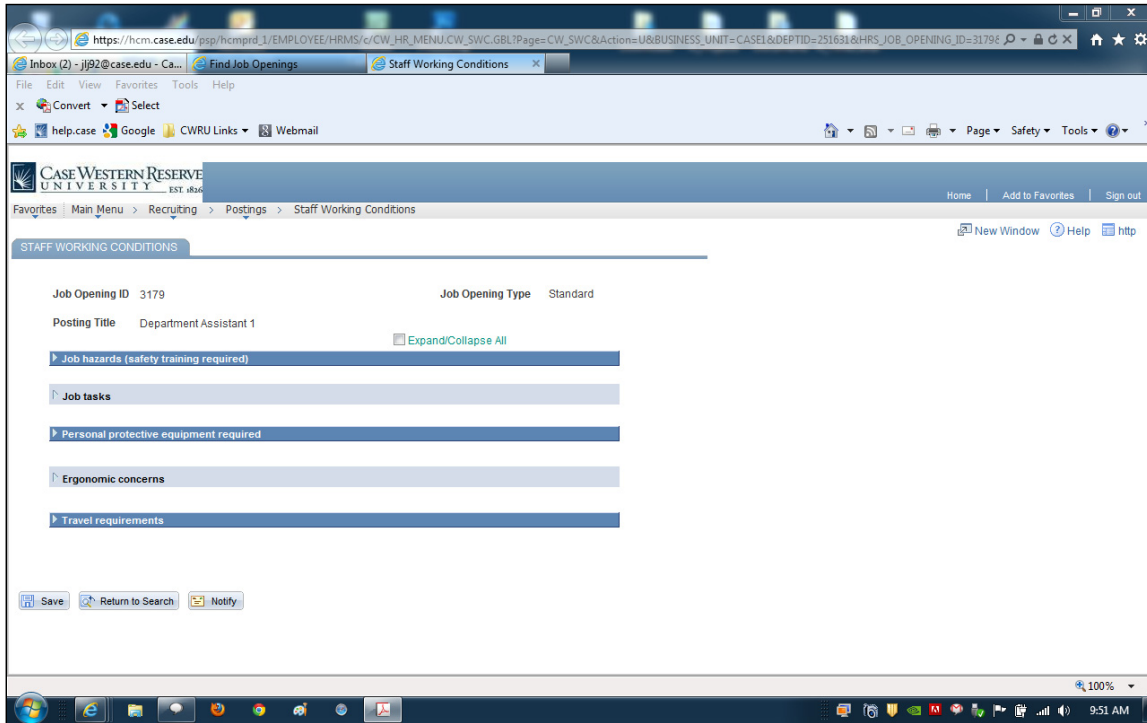 https://hcm.case.edu/psp/hcmprd_1/EMPLOYEE/HRMS/c/CW_HR_MENU.CW_SWC.GBL?Page=CW_SWC&Action=U&BUSINESS_UNIT=CASE1&DEPTID=251631&HRS_JOB_OPENING_ID=3179&
Inbox (2) - jlj92@case.edu - Ca... Find Job Openings Staff Working Conditions
File Edit View Favorites Tools Help
Convert Select
help.case Google CWRU Links Webmail Page Safety Tools
CASE WESTERN RESERVE
UNIVERSITY EST. 1826
Home | Add to Favorites | Sign out
Favorites Main Menu > Recruiting > Postings > Staff Working Conditions
New Window Help http
STAFF WORKING CONDITIONS
Job Opening ID 3179 Job Opening Type Standard
Posting Title Department Assistant 1
Expand/Collapse All
Job hazards (safety training required)
Job tasks
Personal protective equipment required
Ergonomic concerns
Travel requirements
Save Return to Search Notify
100%
9:51 AM